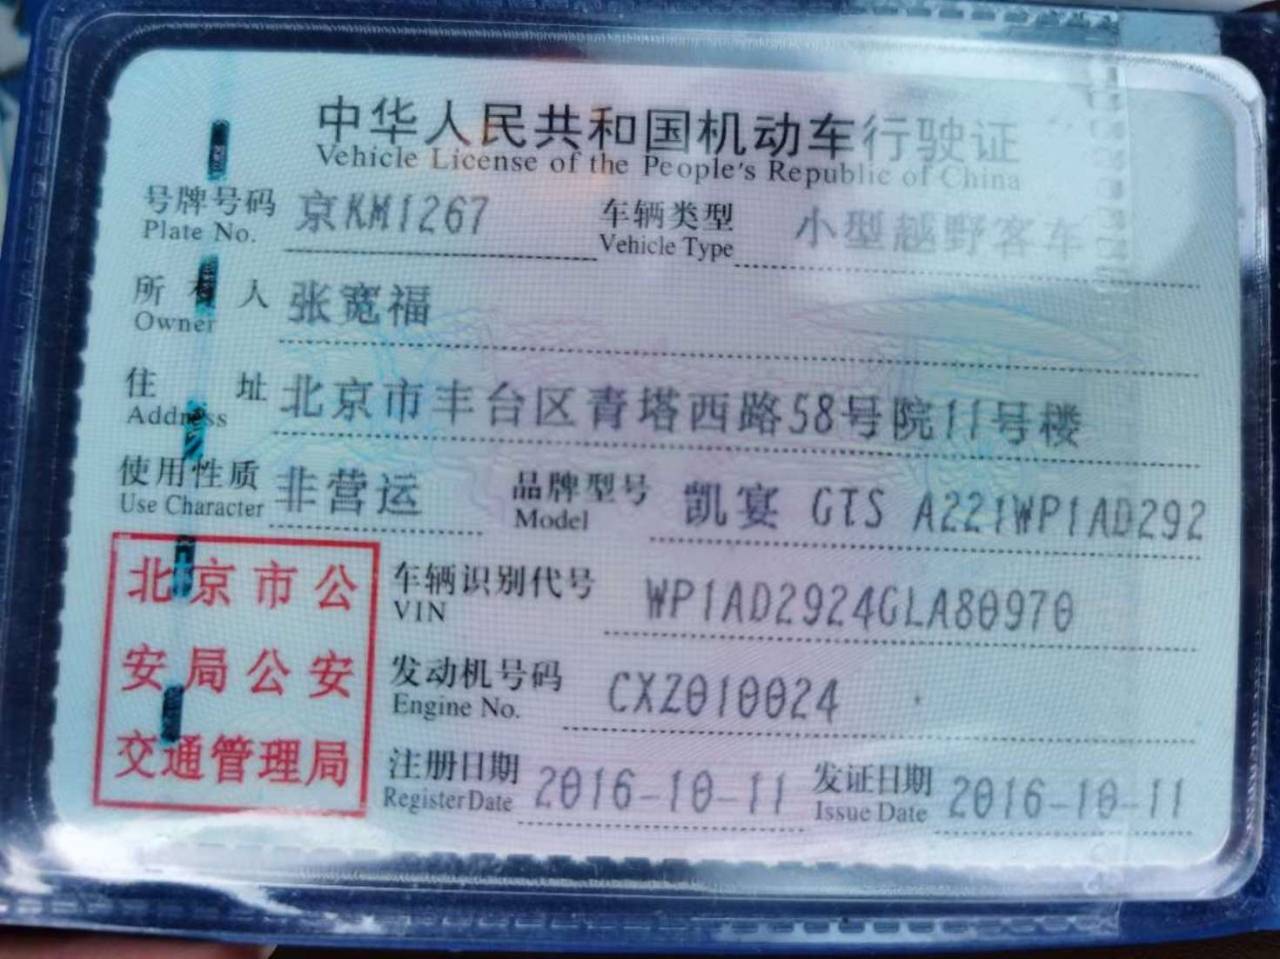 中华人民共和国机动车行驶证
Vehicle License of the People's Republic of China
号牌号码 京KM1267 车辆类型 小型越野客车
Plate No. Vehicle Type
所有人 张宽福
Owner
住址 北京市丰台区青塔西路58号院11号楼
Address
使用性质 非营运 品牌型号 凯宴 GTS A221WP1AD292
Use Character Model
北京市公
安局公安
交通管理局
车辆识别代号 WP1AD2924GLA80970
VIN
发动机号码 CXZ010024
Engine No.
注册日期 2016-10-11 发证日期 2016-10-11
Register Date Issue Date